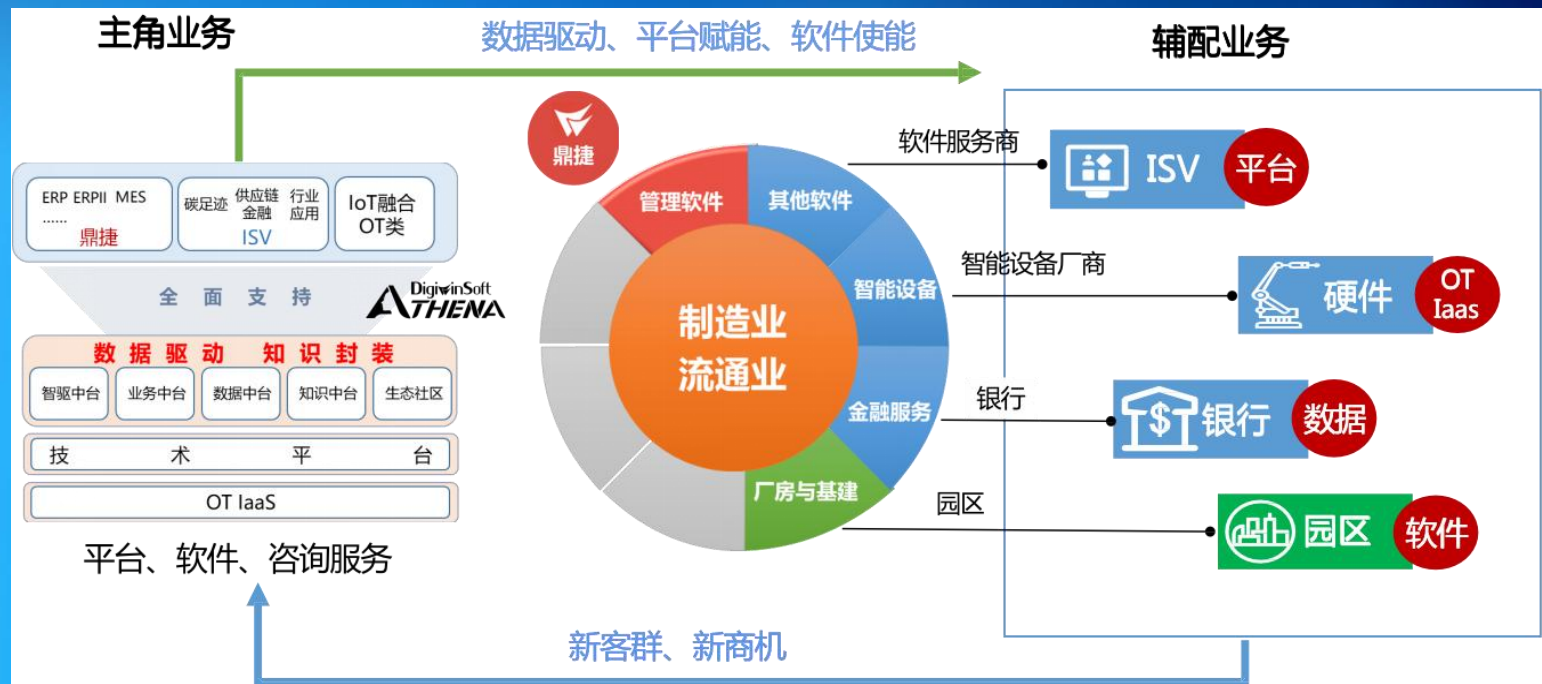 主角业务
数据驱动、平台赋能、软件使能
辅配业务
ERP ERPII MES
......
鼎捷
碳足迹
供应链
金融
行业
应用
ISV
IoT融合
OT类
全面支持
DigiwinSoft
ATHENA
数据驱动 知识封装
智驱中台
业务中台
数据中台
知识中台
生态社区
技术平台
OT IaaS
平台、软件、咨询服务
鼎捷
管理软件
其他软件
智能设备
金融服务
厂房与基建
制造业
流通业
软件服务商
ISV
平台
智能设备厂商
硬件
OT
Iaas
银行
$
银行
数据
园区
园区
软件
新客群、新商机